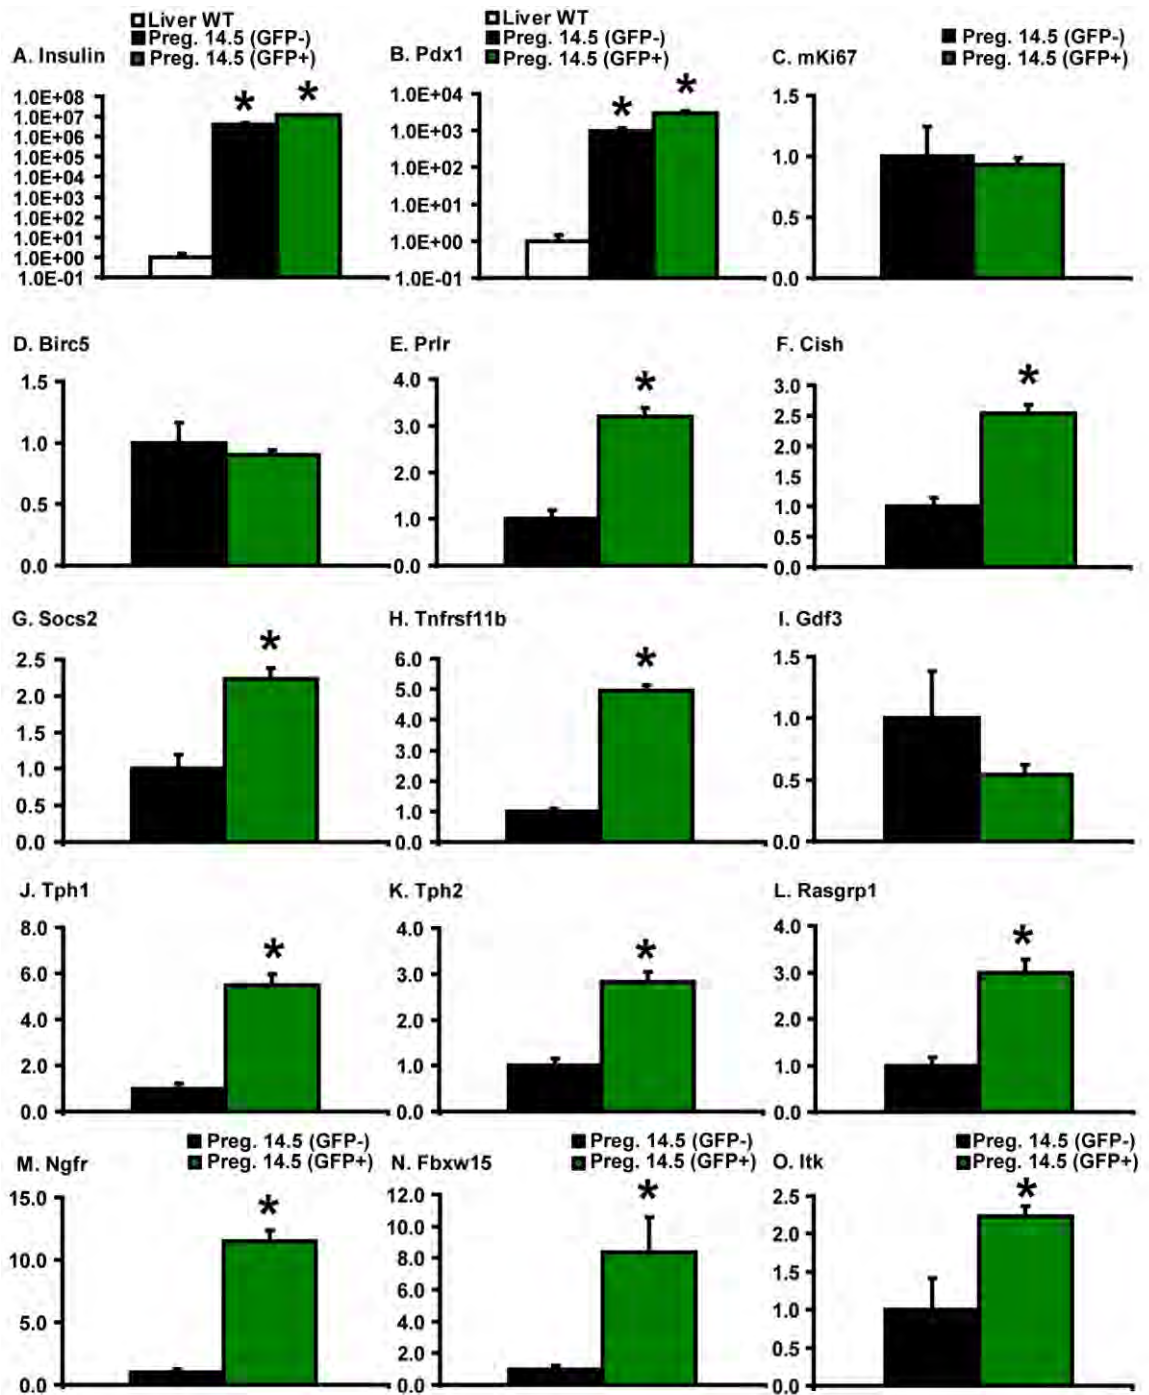 Liver WT
Preg. 14.5 (GFP-)
Preg. 14.5 (GFP+)
A. Insulin
1.0E+08
1.0E+07
1.0E+06
1.0E+05
1.0E+04
1.0E+03
1.0E+02
1.0E+01
1.0E+00
1.0E-01
* *
Liver WT
Preg. 14.5 (GFP-)
Preg. 14.5 (GFP+)
B. Pdx1
1.0E+04
1.0E+03
1.0E+02
1.0E+01
1.0E+00
1.0E-01
* *
Preg. 14.5 (GFP-)
Preg. 14.5 (GFP+)
C. mKi67
1.5
1.0
0.5
0.0
D. Birc5
1.5
1.0
0.5
0.0
E. Prlr
4.0
3.0
2.0
1.0
0.0
*
F. Cish
3.0
2.5
2.0
1.5
1.0
0.5
0.0
*
G. Socs2
2.5
2.0
1.5
1.0
0.5
0.0
*
H. Tnfrsf11b
6.0
5.0
4.0
3.0
2.0
1.0
0.0
*
I. Gdf3
1.5
1.0
0.5
0.0
J. Tph1
8.0
6.0
4.0
2.0
0.0
*
K. Tph2
4.0
3.0
2.0
1.0
0.0
*
L. Rasgrp1
4.0
3.0
2.0
1.0
0.0
*
Preg. 14.5 (GFP-)
Preg. 14.5 (GFP+)
M. Ngfr
15.0
10.0
5.0
0.0
*
Preg. 14.5 (GFP-)
Preg. 14.5 (GFP+)
N. Fbxw15
12.0
10.0
8.0
6.0
4.0
2.0
0.0
*
Preg. 14.5 (GFP-)
Preg. 14.5 (GFP+)
O. Itk
2.5
2.0
1.5
1.0
0.5
0.0
*